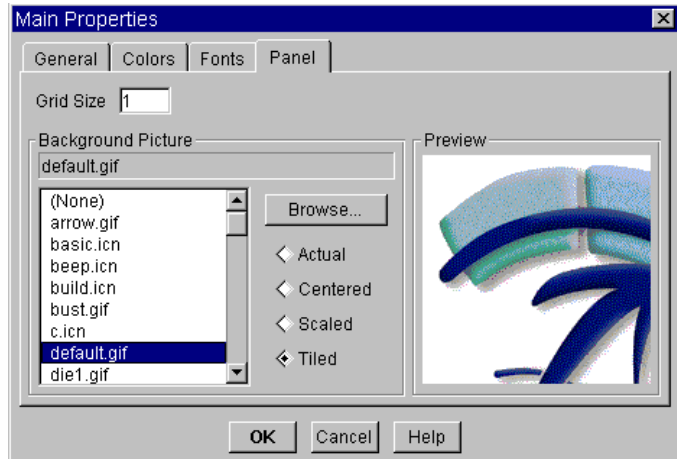 Main Properties
General Colors Fonts Panel
Grid Size 1
Background Picture
default.gif
(None)
arrow.gif
basic.icn
beep.icn
build.icn
bust.gif
c.icn
default.gif
die1.gif
Browse...
Actual
Centered
Scaled
Tiled
Preview
OK Cancel Help